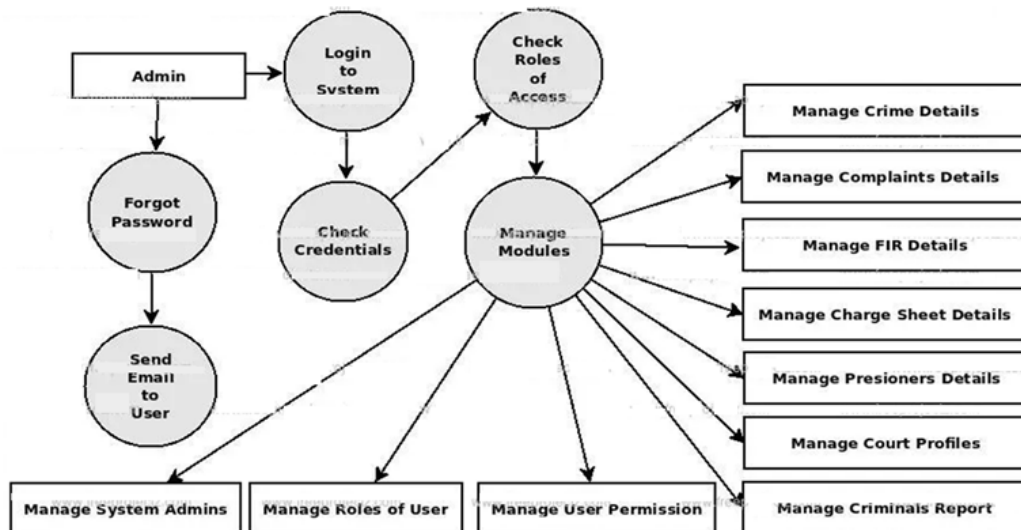 Admin
Login
to
System
Check
Roles
of
Access
Manage Crime Details
Manage Complaints Details
Forgot
Password
Check
Credentials
Manage
Modules
Manage FIR Details
Manage Charge Sheet Details
Send
Email
to
User
Manage Presioners Details
Manage Court Profiles
Manage System Admins
Manage Roles of User
Manage User Permission
Manage Criminals Report